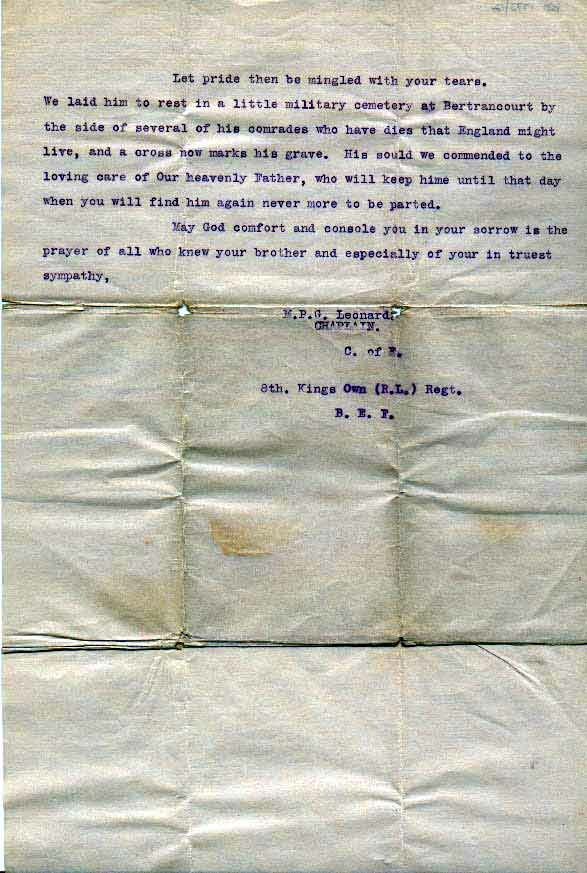 Let pride then be mingled with your tears.
We laid him to rest in a little military cemetery at Bertrancourt by
the side of several of his comrades who have dies that England might
live, and a cross now marks his grave. His sould we commended to the
loving care of Our heavenly Father, who will keep hime until that day
when you will find him again never more to be parted.
May God comfort and console you in your sorrow is the
prayer of all who knew your brother and especially of your in truest
sympathy,
M.P.G. Leonard.
CHAPLAIN.
C. of E.
8th. Kings Own (R.L.) Regt.
B. E. F.